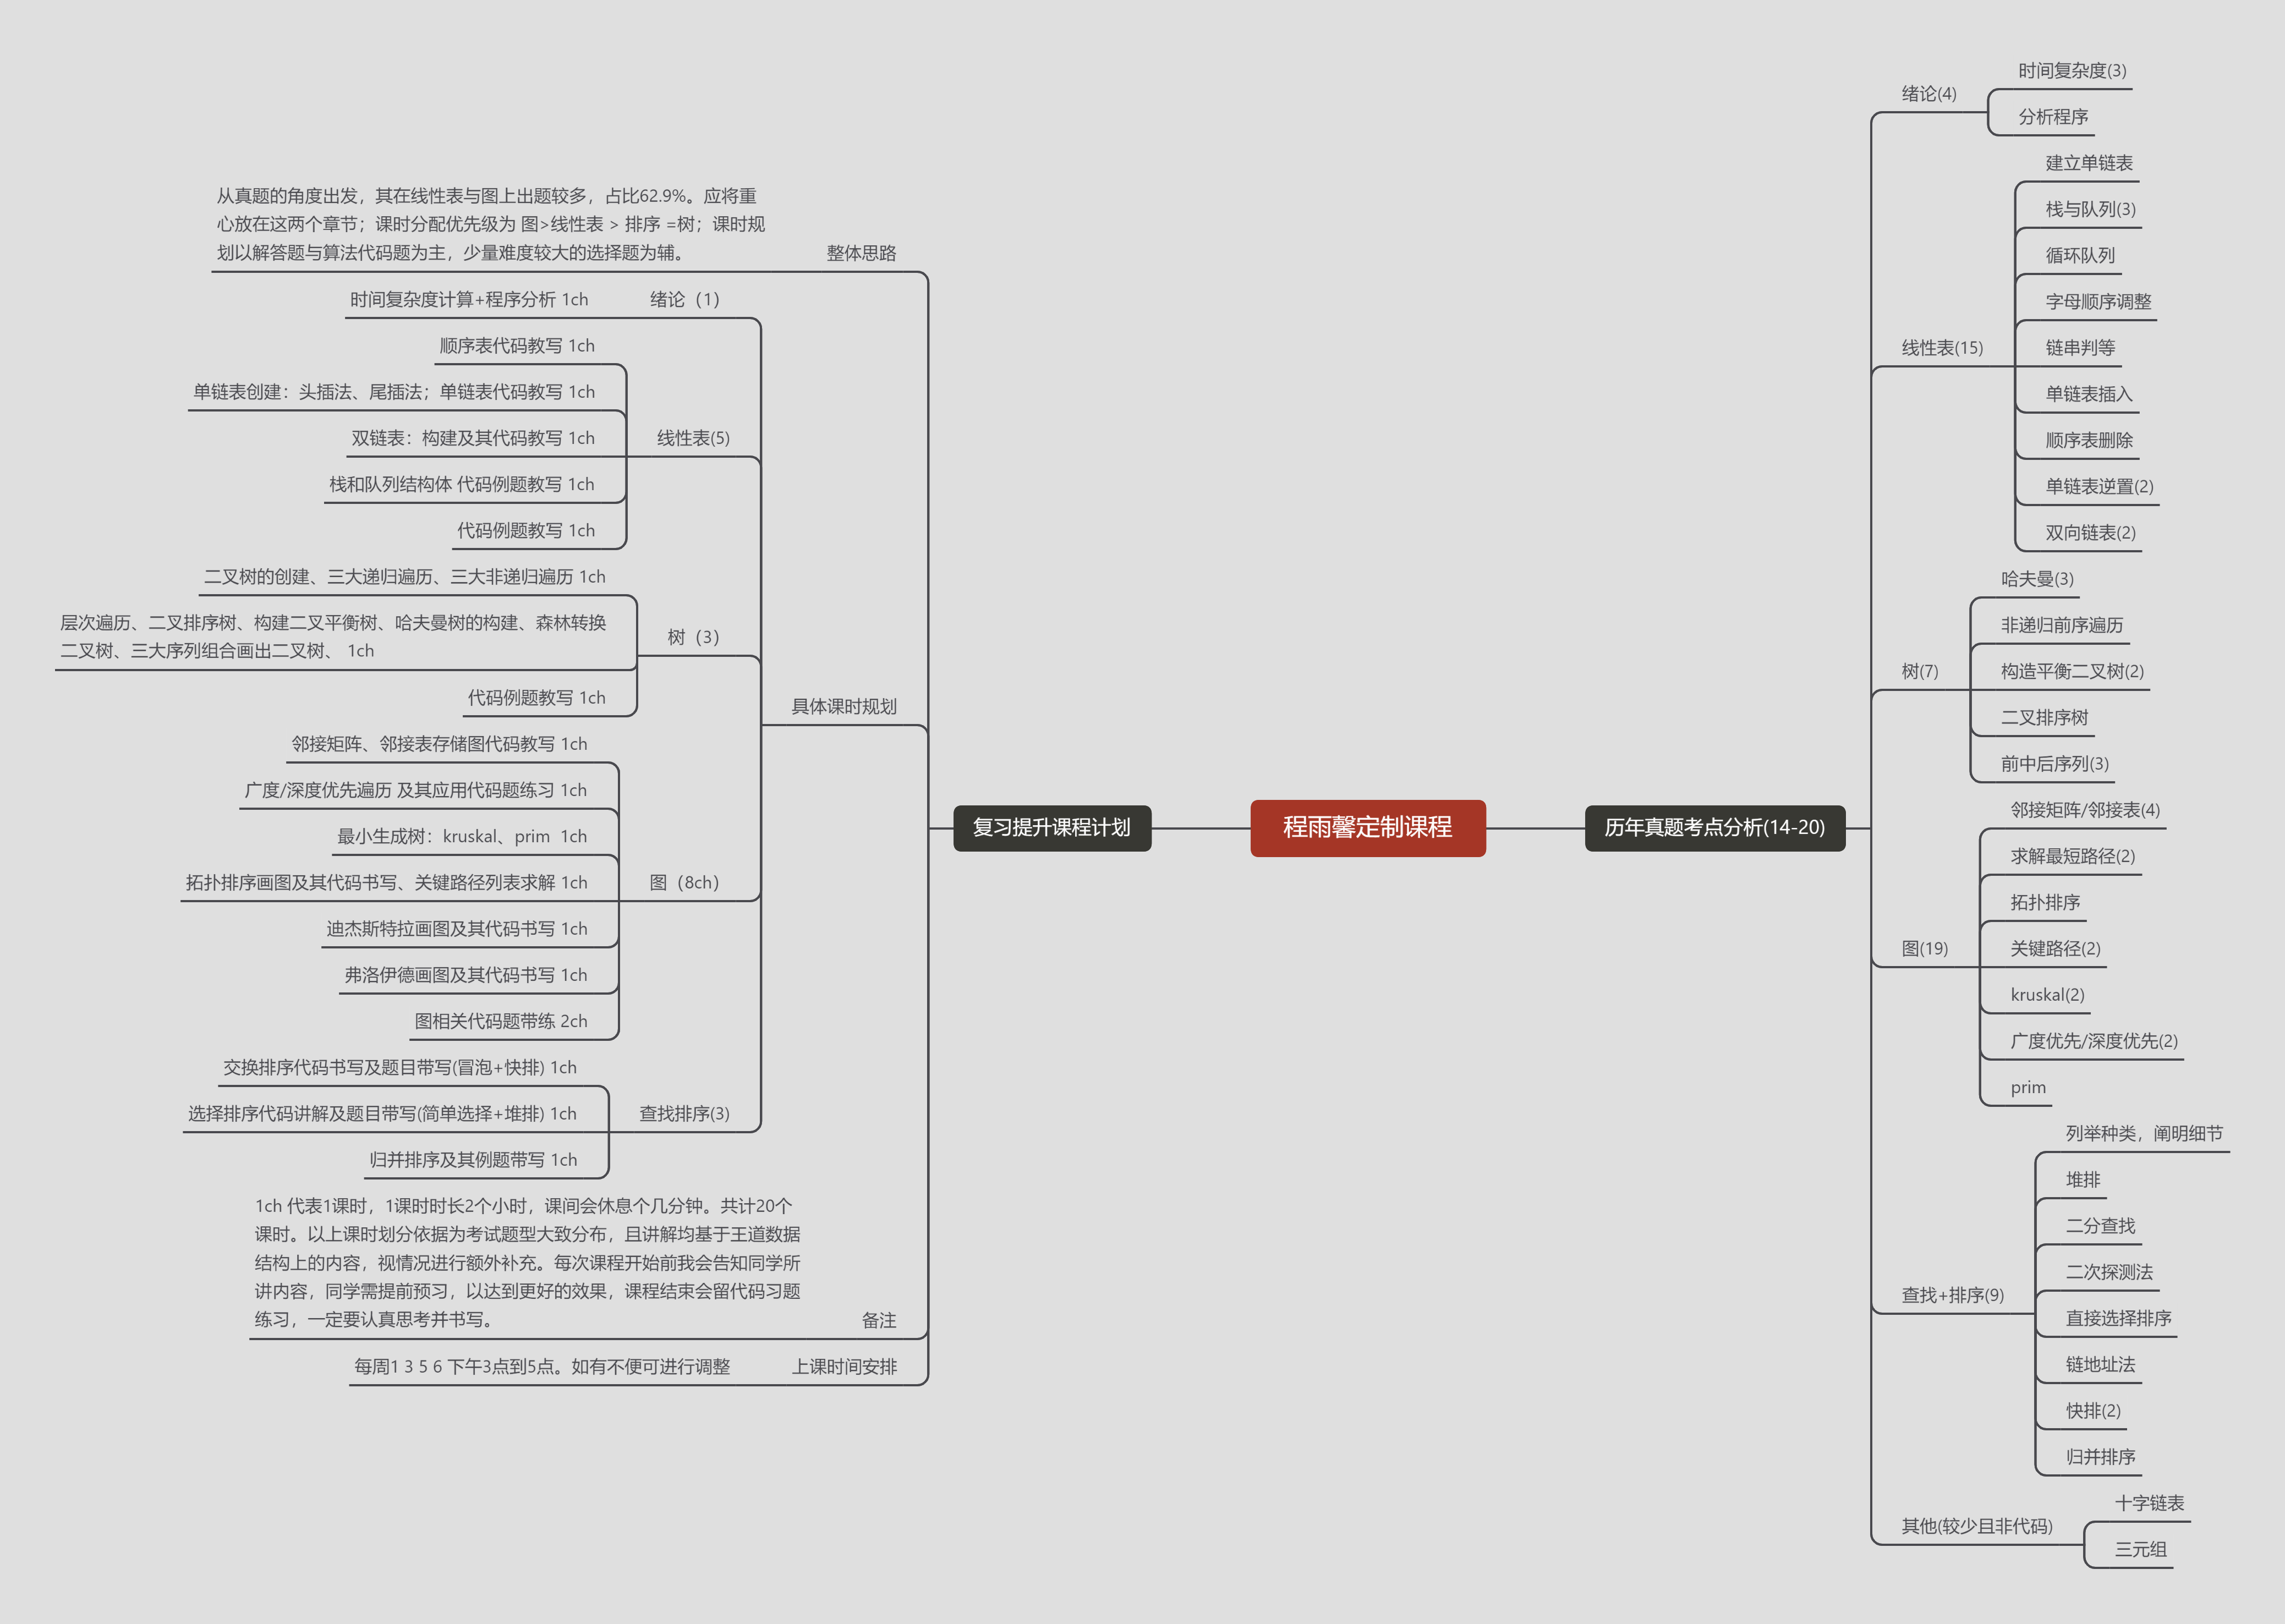 程雨馨定制课程
复习提升课程计划
整体思路
从真题的角度出发，其在线性表与图上出题较多，占比62.9%。应将重
心放在这两个章节；课时分配优先级为 图>线性表 > 排序 =树；课时规
划以解答题与算法代码题为主，少量难度较大的选择题为辅。
具体课时规划
绪论（1）
时间复杂度计算+程序分析 1ch
线性表(5)
顺序表代码教写 1ch
单链表创建：头插法、尾插法；单链表代码教写 1ch
双链表：构建及其代码教写 1ch
栈和队列结构体 代码例题教写 1ch
代码例题教写 1ch
树（3）
二叉树的创建、三大递归遍历、三大非递归遍历 1ch
层次遍历、二叉排序树、构建二叉平衡树、哈夫曼树的构建、森林转换
二叉树、三大序列组合画出二叉树、 1ch
代码例题教写 1ch
图（8ch）
邻接矩阵、邻接表存储图代码教写 1ch
广度/深度优先遍历 及其应用代码题练习 1ch
最小生成树：kruskal、prim 1ch
拓扑排序画图及其代码书写、关键路径列表求解 1ch
迪杰斯特拉画图及其代码书写 1ch
弗洛伊德画图及其代码书写 1ch
图相关代码题带练 2ch
查找排序(3)
交换排序代码书写及题目带写(冒泡+快排) 1ch
选择排序代码讲解及题目带写(简单选择+堆排) 1ch
归并排序及其例题带写 1ch
备注
1ch 代表1课时，1课时时长2个小时，课间会休息个几分钟。共计20个
课时。以上课时划分依据为考试题型大致分布，且讲解均基于王道数据
结构上的内容，视情况进行额外补充。每次课程开始前我会告知同学所
讲内容，同学需提前预习，以达到更好的效果，课程结束会留代码习题
练习，一定要认真思考并书写。
上课时间安排
每周1 3 5 6 下午3点到5点。如有不便可进行调整
历年真题考点分析(14-20)
绪论(4)
时间复杂度(3)
分析程序
线性表(15)
建立单链表
栈与队列(3)
循环队列
字母顺序调整
链串判等
单链表插入
顺序表删除
单链表逆置(2)
双向链表(2)
树(7)
哈夫曼(3)
非递归前序遍历
构造平衡二叉树(2)
二叉排序树
前中后序列(3)
图(19)
邻接矩阵/邻接表(4)
求解最短路径(2)
拓扑排序
关键路径(2)
kruskal(2)
广度优先/深度优先(2)
prim
查找+排序(9)
列举种类，阐明细节
堆排
二分查找
二次探测法
直接选择排序
链地址法
快排(2)
归并排序
其他(较少且非代码)
十字链表
三元组